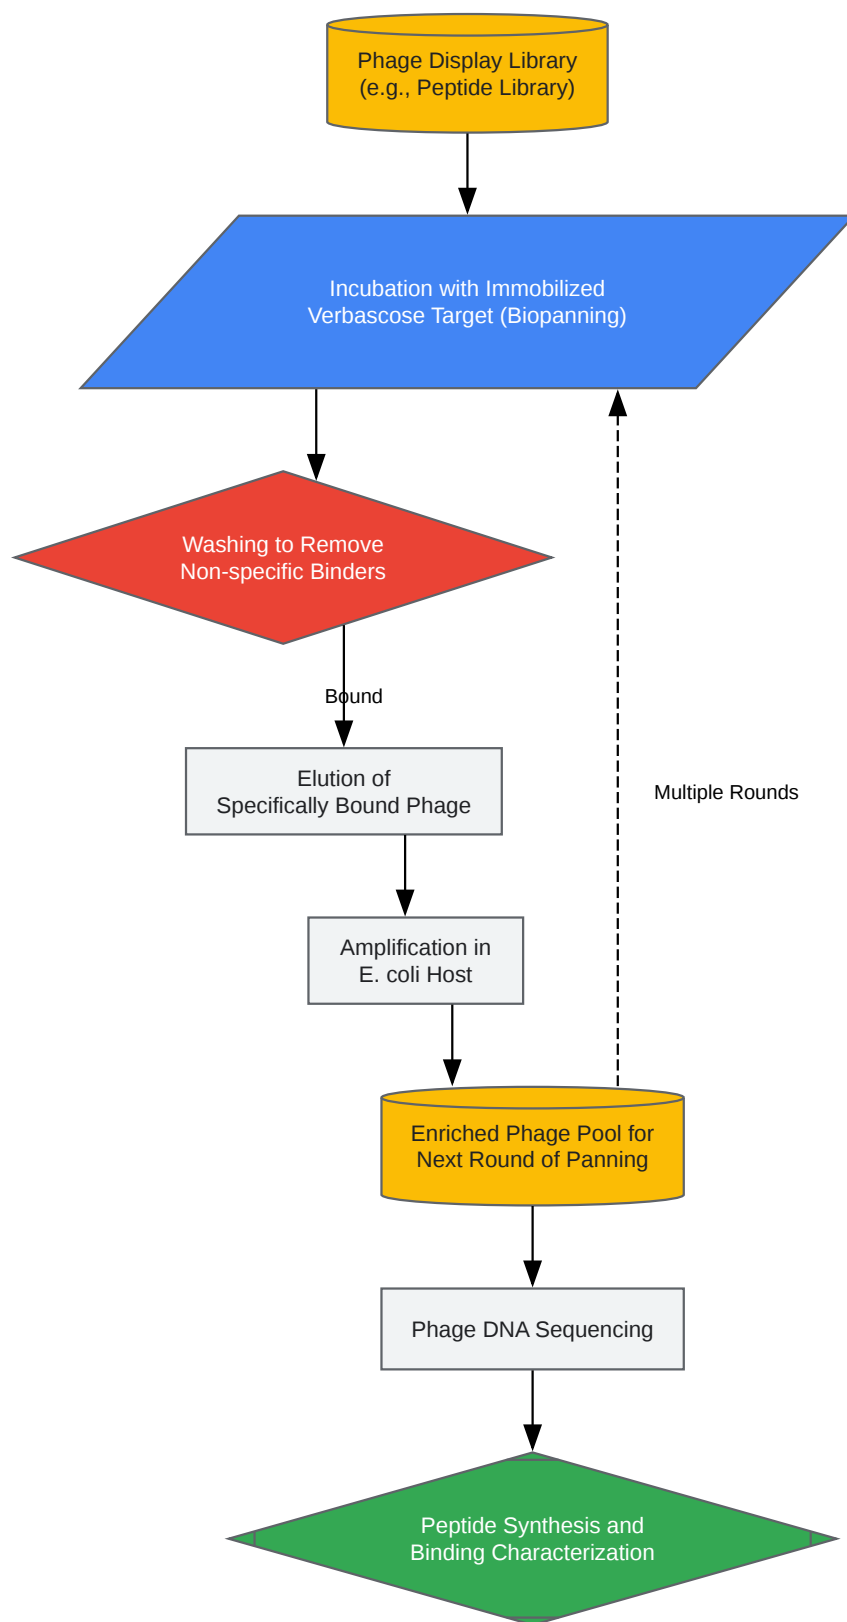 Phage Display Library
(e.g., Peptide Library)
Incubation with Immobilized
Verbascose Target (Biopanning)
Washing to Remove
Non-specific Binders
Bound
Elution of
Specifically Bound Phage
Multiple Rounds
Amplification in
E. coli Host
Enriched Phage Pool for
Next Round of Panning
Phage DNA Sequencing
Peptide Synthesis and
Binding Characterization